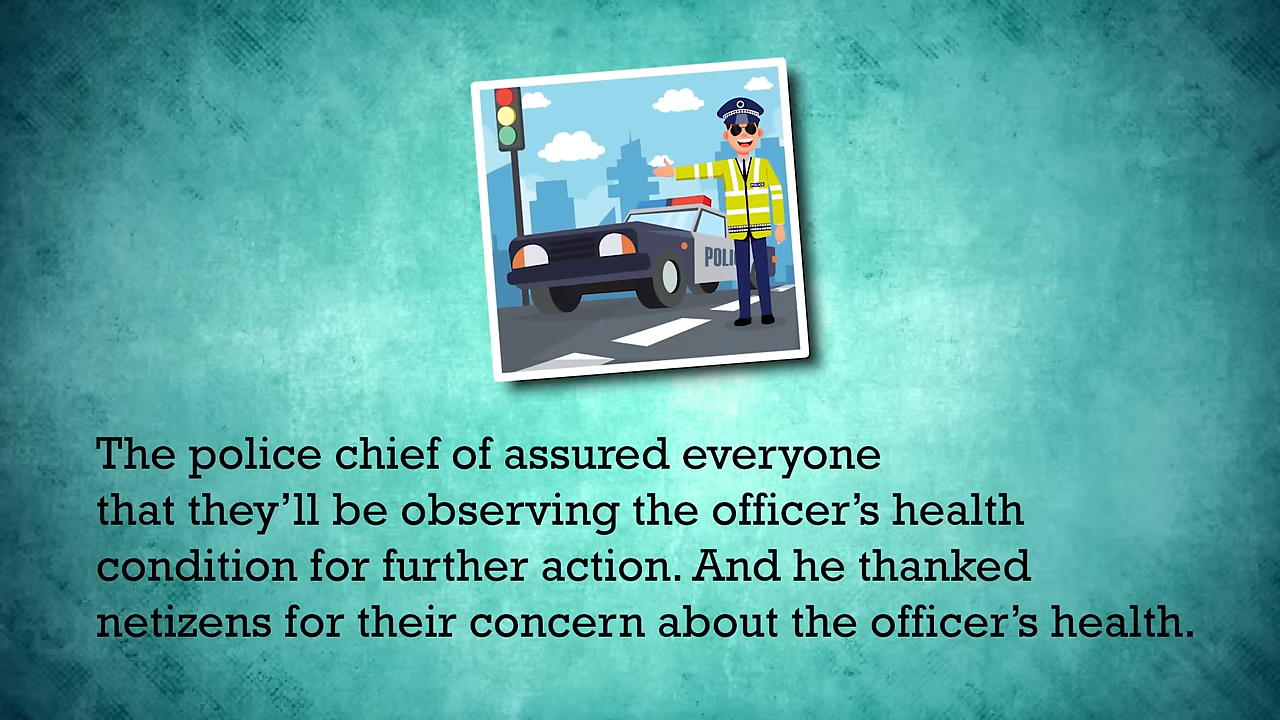 POLICE
POLI
The police chief of assured everyone
that they’ll be observing the officer’s health
condition for further action. And he thanked
netizens for their concern about the officer’s health.